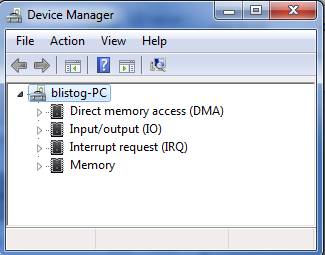 Device Manager
File Action View Help
blistog-PC
Direct memory access (DMA)
Input/output (IO)
Interrupt request (IRQ)
Memory